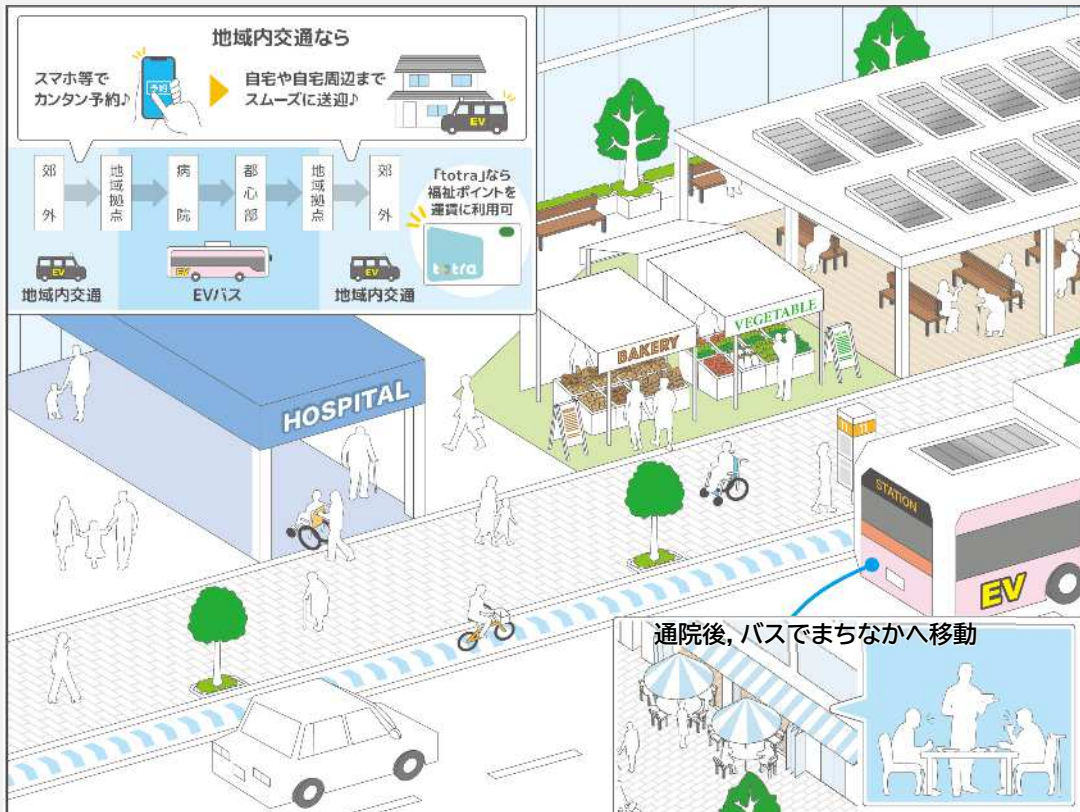 地域内交通なら
スマホ等で
カンタン予約♪
予約
自宅や自宅周辺まで
スムーズに送迎♪
EV
郊外
地域拠点
病院
都心部
地域拠点
郊外
「totra」なら
福祉ポイントを
運賃に利用可
totra
EV
EV
EV
地域内交通
EVバス
地域内交通
BAKERY
VEGETABLE
HOSPITAL
STATION
EV
通院後, バスでまちなかへ移動